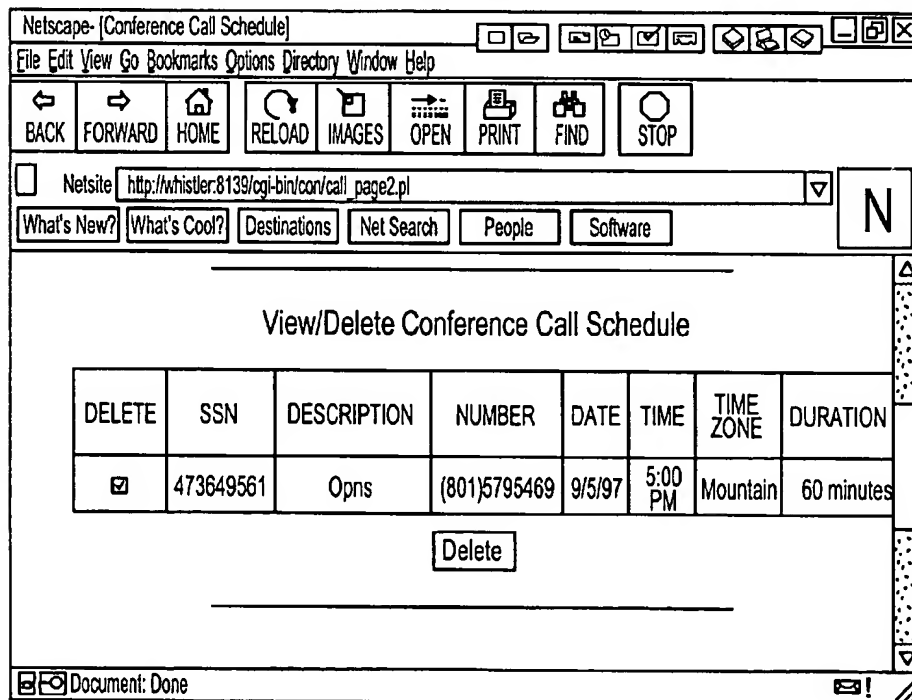 Netscape- [Conference Call Schedule]
File Edit View Go Bookmarks Options Directory Window Help
BACK FORWARD HOME RELOAD IMAGES OPEN PRINT FIND STOP
Netsite http://whistler:8139/cgi-bin/con/call_page2.pl
N
What's New? What's Cool? Destinations Net Search People Software
View/Delete Conference Call Schedule
DELETE SSN DESCRIPTION NUMBER DATE TIME TIME ZONE DURATION
473649561 Opns (801)5795469 9/5/97 5:00 PM Mountain 60 minutes
Delete
Document: Done